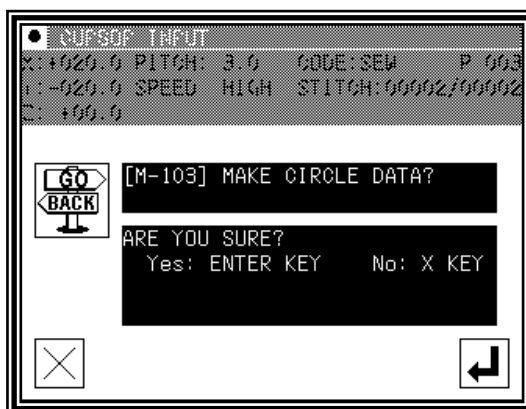 CURSOR INPUT
X:+020.0 PITCH: 3.0 CODE:SEW P 003
Y:-020.0 SPEED HIGH STITCH:00002/00002
C: +00.0
GO
BACK
[M-103] MAKE CIRCLE DATA?
ARE YOU SURE?
Yes: ENTER KEY No: X KEY